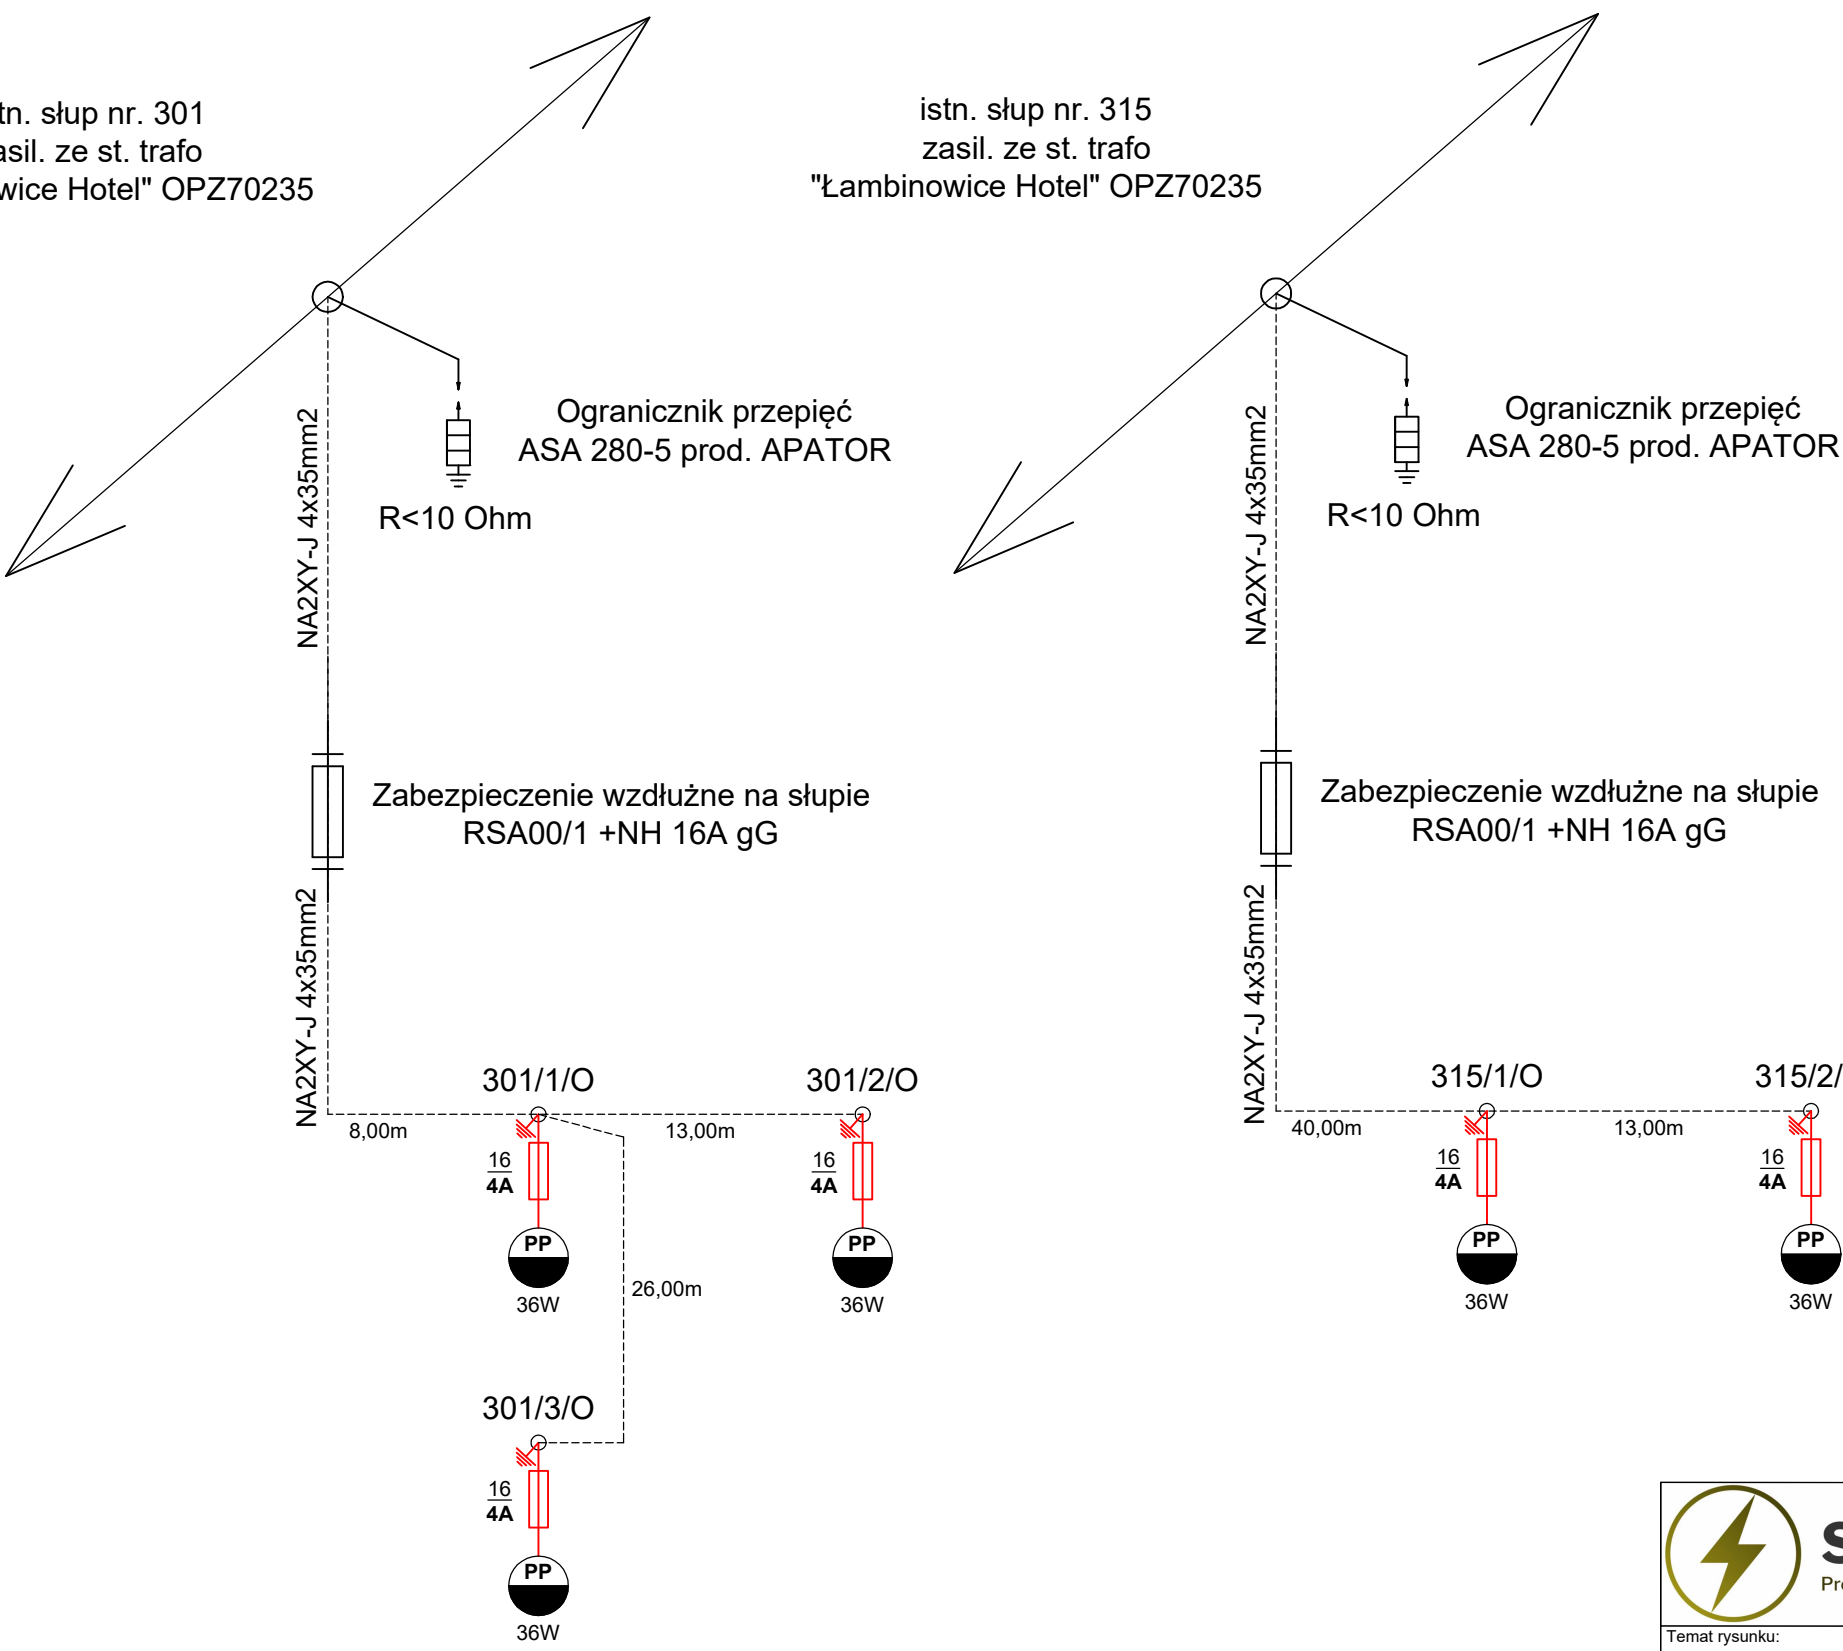 tn. słup nr. 301
asil. ze st. trafo
wice Hotel" OPZ70235
istn. słup nr. 315
zasil. ze st. trafo
"Łambinowice Hotel" OPZ70235
NA2XY-J 4x35mm2
Ogranicznik przepięć
ASA 280-5 prod. APATOR
R<10 Ohm
NA2XY-J 4x35mm2
Ogranicznik przepięć
ASA 280-5 prod. APATOR
R<10 Ohm
Zabezpieczenie wzdłużne na słupie
RSA00/1 +NH 16A gG
Zabezpieczenie wzdłużne na słupie
RSA00/1 +NH 16A gG
NA2XY-J 4x35mm2
NA2XY-J 4x35mm2
301/1/O
301/2/O
315/1/O
315/2/
8,00m
13,00m
40,00m
13,00m
16
4A
16
4A
16
4A
16
4A
PP
PP
PP
PP
36W
36W
36W
36W
26,00m
301/3/O
16
4A
PP
36W
S
Pr
Temat rysunku: